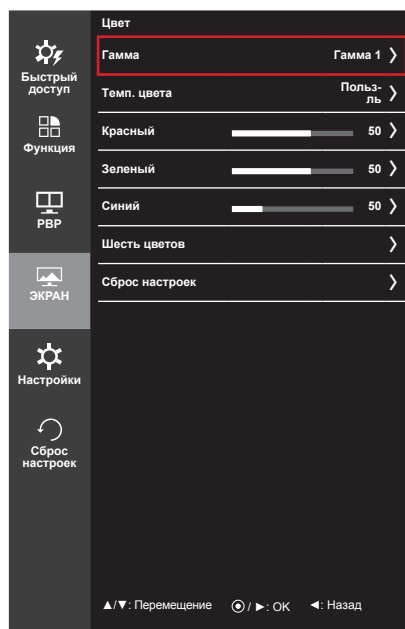 Цвет
Быстрый
доступ
Функция
PBP
ЭКРАН
Настройки
Сброс
настроек
Гамма Гамма 1
Темп. цвета Польз-
ль
Красный 50
Зеленый 50
Синий 50
Шесть цветов
Сброс настроек
▲/▼: Перемещение ⦿/ ►: OK ◄: Назад